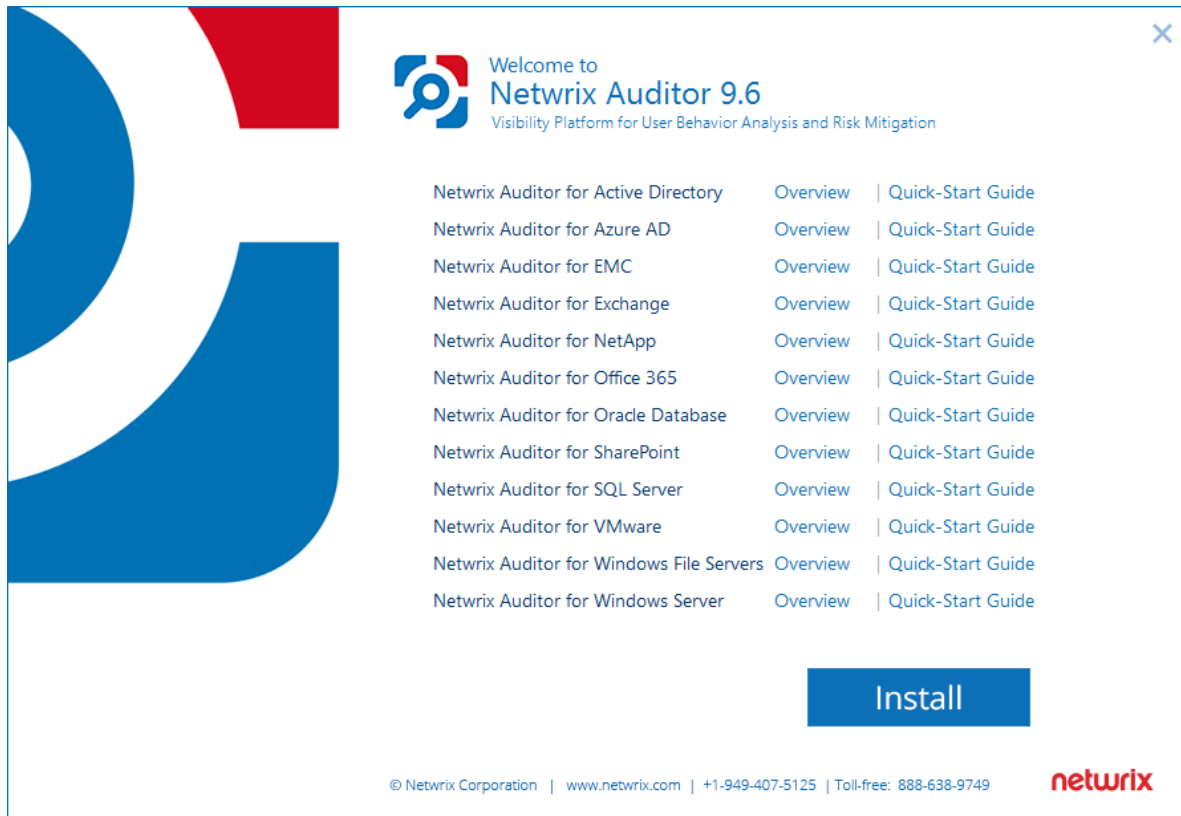 Welcome to
Netwrix Auditor 9.6
Visibility Platform for User Behavior Analysis and Risk Mitigation
Netwrix Auditor for Active Directory Overview | Quick-Start Guide
Netwrix Auditor for Azure AD Overview | Quick-Start Guide
Netwrix Auditor for EMC Overview | Quick-Start Guide
Netwrix Auditor for Exchange Overview | Quick-Start Guide
Netwrix Auditor for NetApp Overview | Quick-Start Guide
Netwrix Auditor for Office 365 Overview | Quick-Start Guide
Netwrix Auditor for Oracle Database Overview | Quick-Start Guide
Netwrix Auditor for SharePoint Overview | Quick-Start Guide
Netwrix Auditor for SQL Server Overview | Quick-Start Guide
Netwrix Auditor for VMware Overview | Quick-Start Guide
Netwrix Auditor for Windows File Servers Overview | Quick-Start Guide
Netwrix Auditor for Windows Server Overview | Quick-Start Guide
Install
© Netwrix Corporation | www.netwrix.com | +1-949-407-5125 | Toll-free: 888-638-9749 netwrix